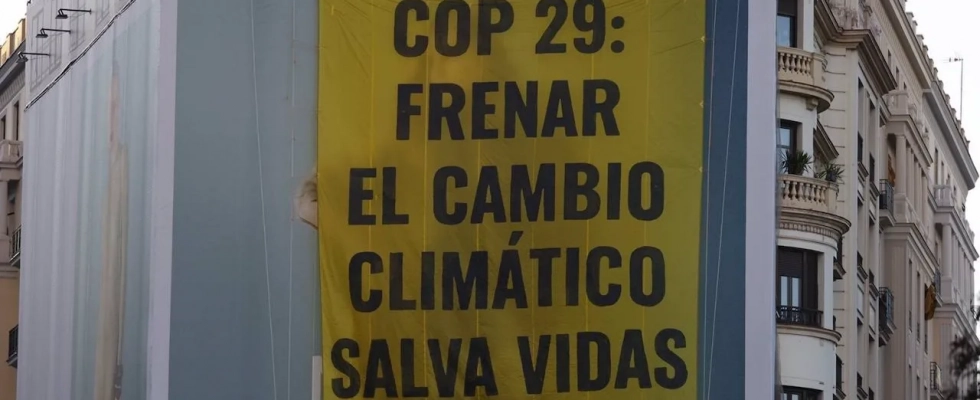 COP 29:
FRENAR
EL CAMBIO
CLIMÁTICO
SALVA VIDAS